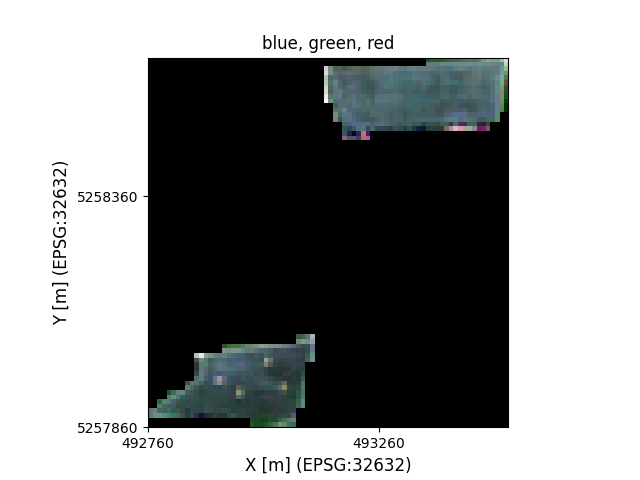 blue, green, red
Y [m] (EPSG:32632)
5258360
5257860
492760
493260
X [m] (EPSG:32632)